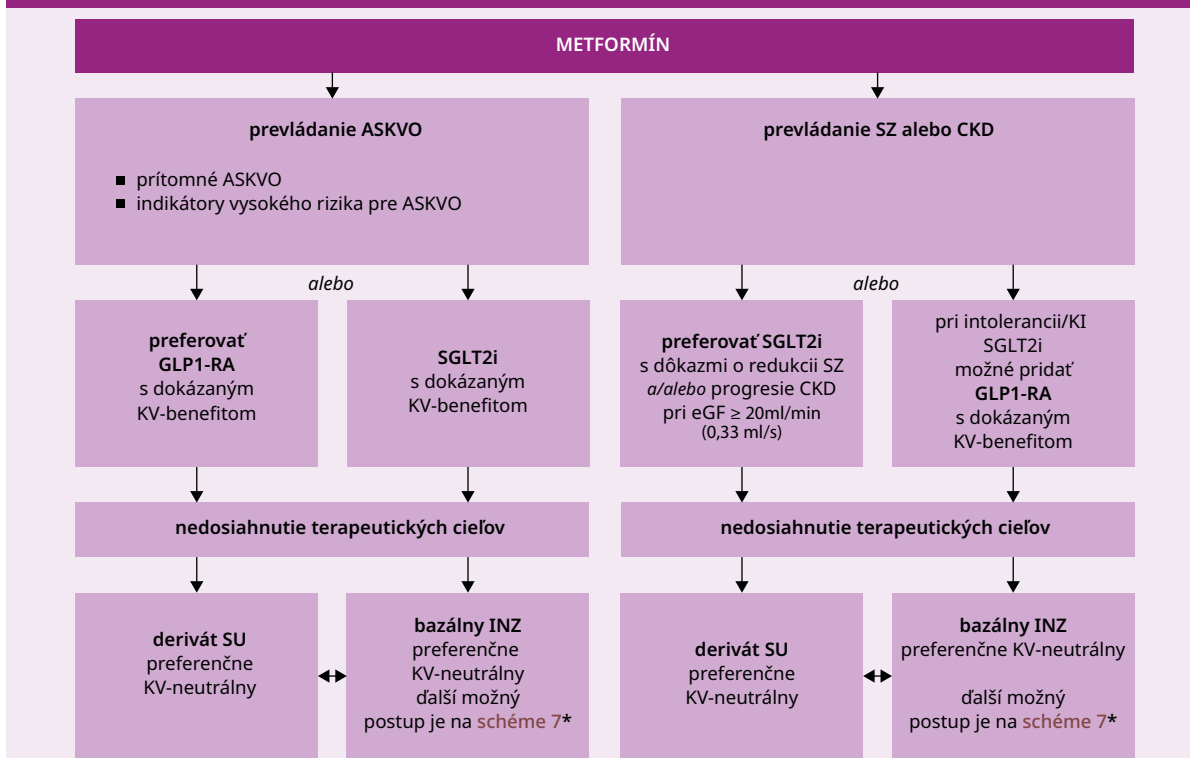 METFORMÍN
prevládanie ASKVO
prítomné ASKVO
indikátory vysokého rizika pre ASKVO
prevládanie SZ alebo CKD
alebo
preferovať
GLP1-RA
s dokázaným
KV-benefitom
SGLT2i
s dokázaným
KV-benefitom
alebo
preferovať SGLT2i
s dôkazmi o redukcii SZ
a/alebo progresie CKD
pri eGF ≥ 20ml/min
(0,33 ml/s)
pri intolerancii/KI
SGLT2i
možné pridať
GLP1-RA
s dokázaným
KV-benefitom
nedosiahnutie terapeutických cieľov
nedosiahnutie terapeutických cieľov
derivát SU
preferenčne
KV-neutrálny
bazálny INZ
preferenčne
KV-neutrálny
ďalší možný
postup je na schéme 7*
derivát SU
preferenčne
KV-neutrálny
bazálny INZ
preferenčne KV-neutrálny
ďalší možný
postup je na schéme 7*